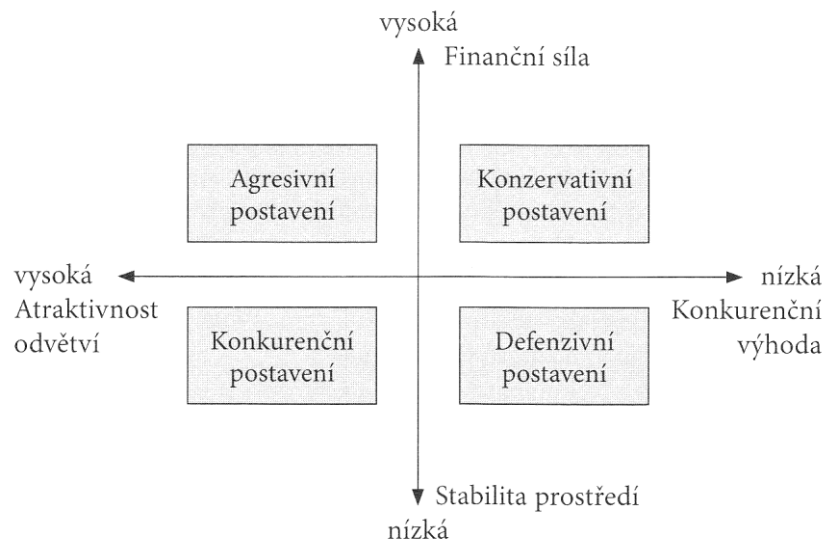 vysoká
Finanční síla
Agresivní
postavení
Konzervativní
postavení
vysoká
Atraktivnost
odvětví
nízká
Konkurenční
výhoda
Konkurenční
postavení
Defenzivní
postavení
Stabilita prostředí
nízká